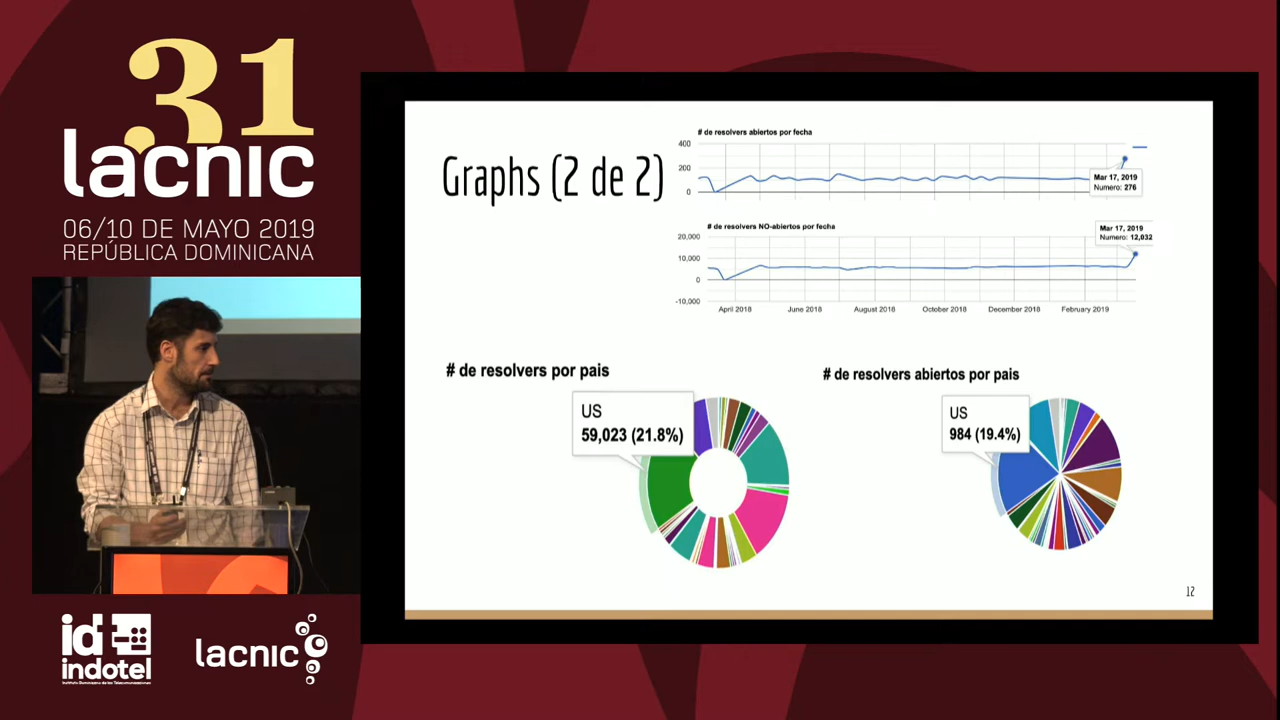 31
lacnic
06/10 DE MAYO 2019
REPÚBLICA DOMINICANA
Graphs (2 de 2)
# de resolvers abiertos por fecha
400
200
0
Mar 17, 2019
Numero: 276
# de resolvers NO-abiertos por fecha
20,000
10,000
0
-10,000
Mar 17, 2019
Numero: 12,032
April 2018
June 2018
August 2018
October 2018
December 2018
February 2019
# de resolvers por pais
US
59,023 (21.8%)
# de resolvers abiertos por pais
US
984 (19.4%)
12
id
indotel
Instituto Dominicano de las Telecomunicaciones
lacnic